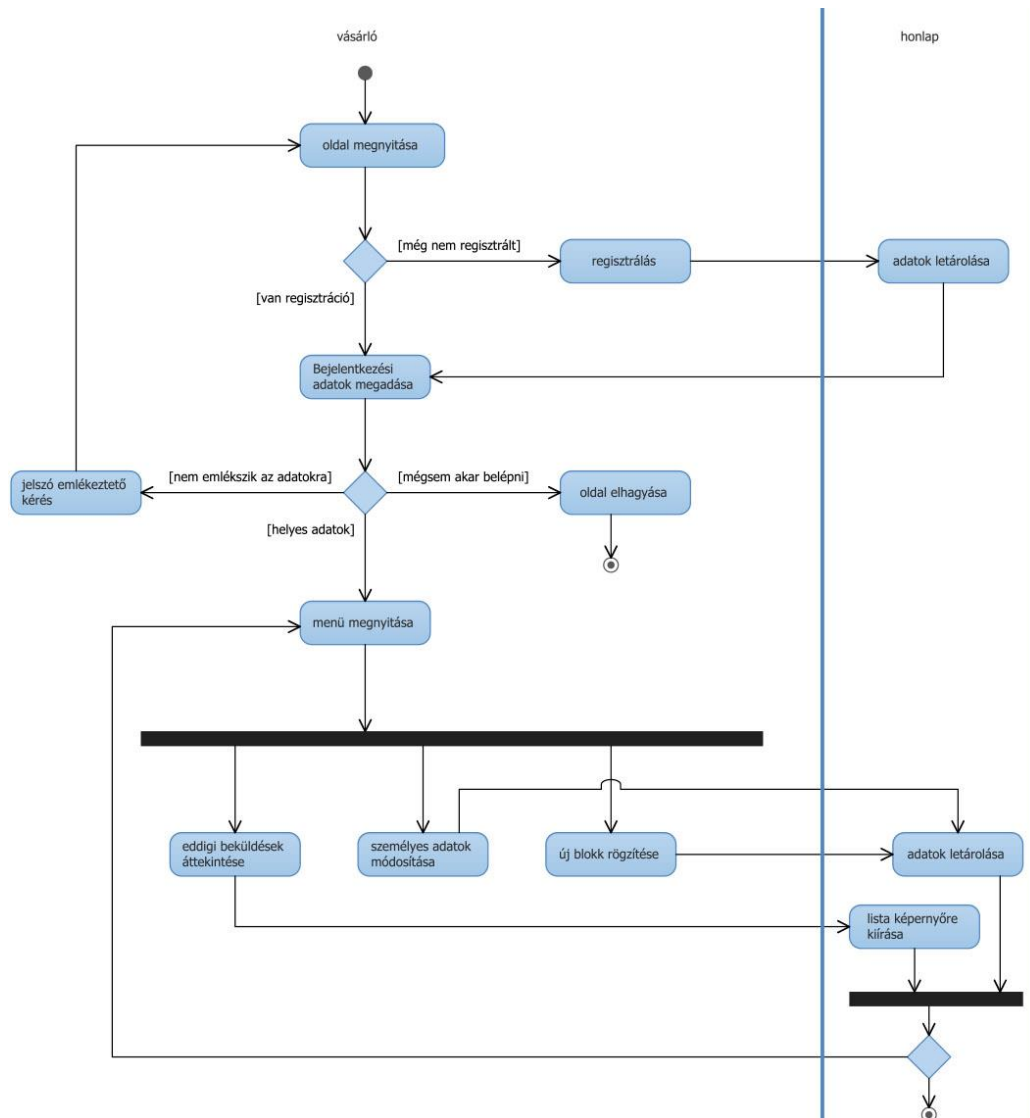 vásárló
honlap
oldal megnyitása
[még nem regisztrált]
regisztrálás
adatok letárolása
[van regisztráció]
Bejelentkezési
adatok megadása
[nem emlékszik az adatokra]
[mégsem akar belépni]
jelszó emlékeztető
kérés
oldal elhagyása
[helyes adatok]
menü megnyitása
eddigi beküldések
áttekintése
személyes adatok
módosítása
új blokk rögzítése
adatok letárolása
lista képernyőre
kiírása